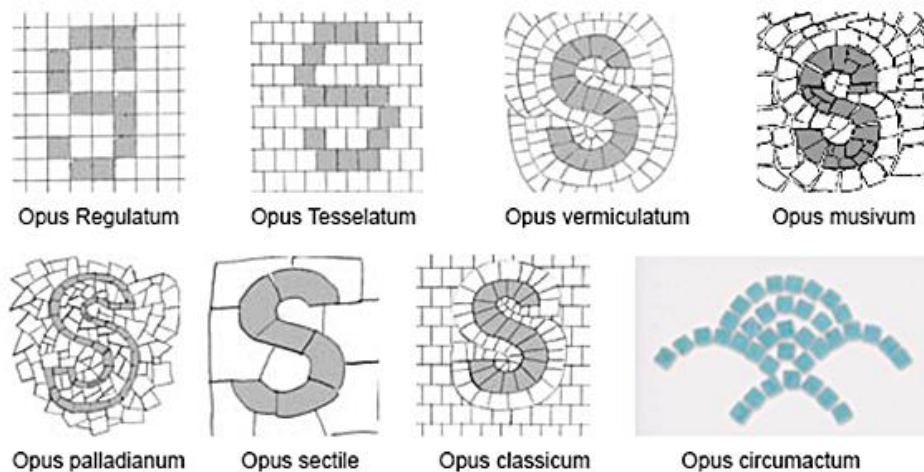 Opus Regulatum
Opus Tesselatum
Opus vermiculatum
Opus musivum
Opus palladianum
Opus sectile
Opus classicum
Opus circumactum